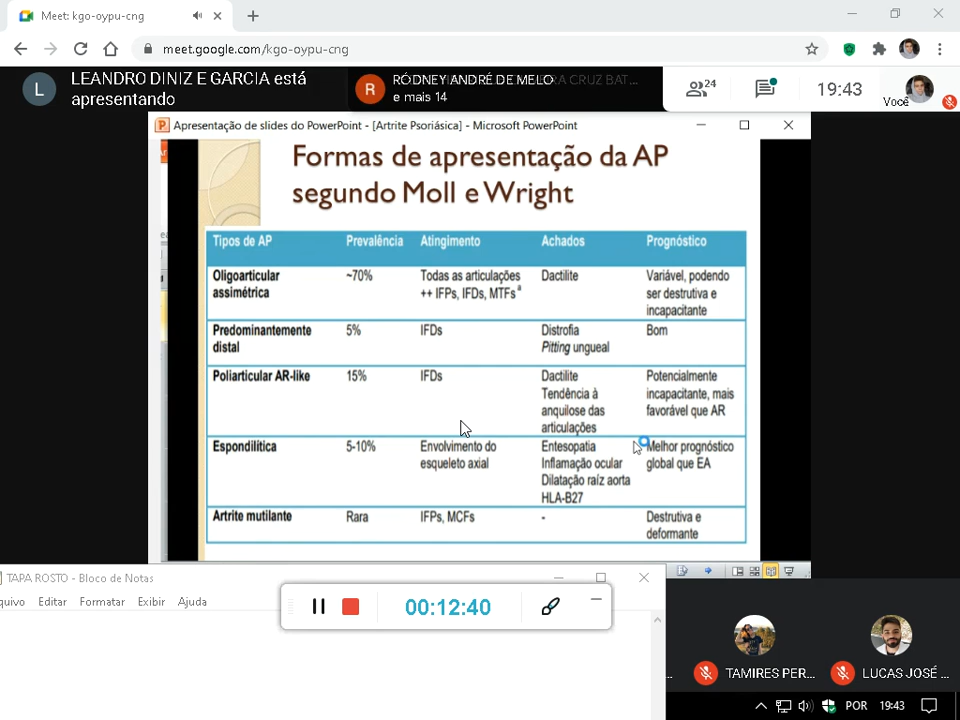 Meet: kgo-oypu-cng
meet.google.com/kgo-oypu-cng
L
LEANDRO DINIZ E GARCIA está
apresentando
R
RODNEY ANDRÉ DE MELO
e mais 14
24
19:43
Você
Apresentação de slides do PowerPoint - [Artrite Psoriásica] - Microsoft PowerPoint
Formas de apresentação da AP
segundo Moll e Wright
Tipos de AP Prevalência Atingimento Achados Prognóstico
Oligoarticular ~70% Todas as articulações Dactilite Variável, podendo
assimétrica ++ IFPs, IFDs, MTFs a ser destrutiva e
incapacitante
Predominantemente 5% IFDs Distrofia Bom
distal Pitting ungueal
Poliarticular AR-like 15% IFDs Dactilite Potencialmente
Tendência à incapacitante, mais
anquilose das favorável que AR
articulações
Espondilítica 5-10% Envolvimento do Entesopatia Melhor prognóstico
esqueleto axial Inflamação ocular global que EA
Dilatação raíz aorta
HLA-B27
Artrite mutilante Rara IFPs, MCFs - Destrutiva e
deformante
TAPA ROSTO - Bloco de Notas
quivo Editar Formatar Exibir Ajuda
00:12:40
TAMIRES PER... LUCAS JOSÉ ...
POR 19:43